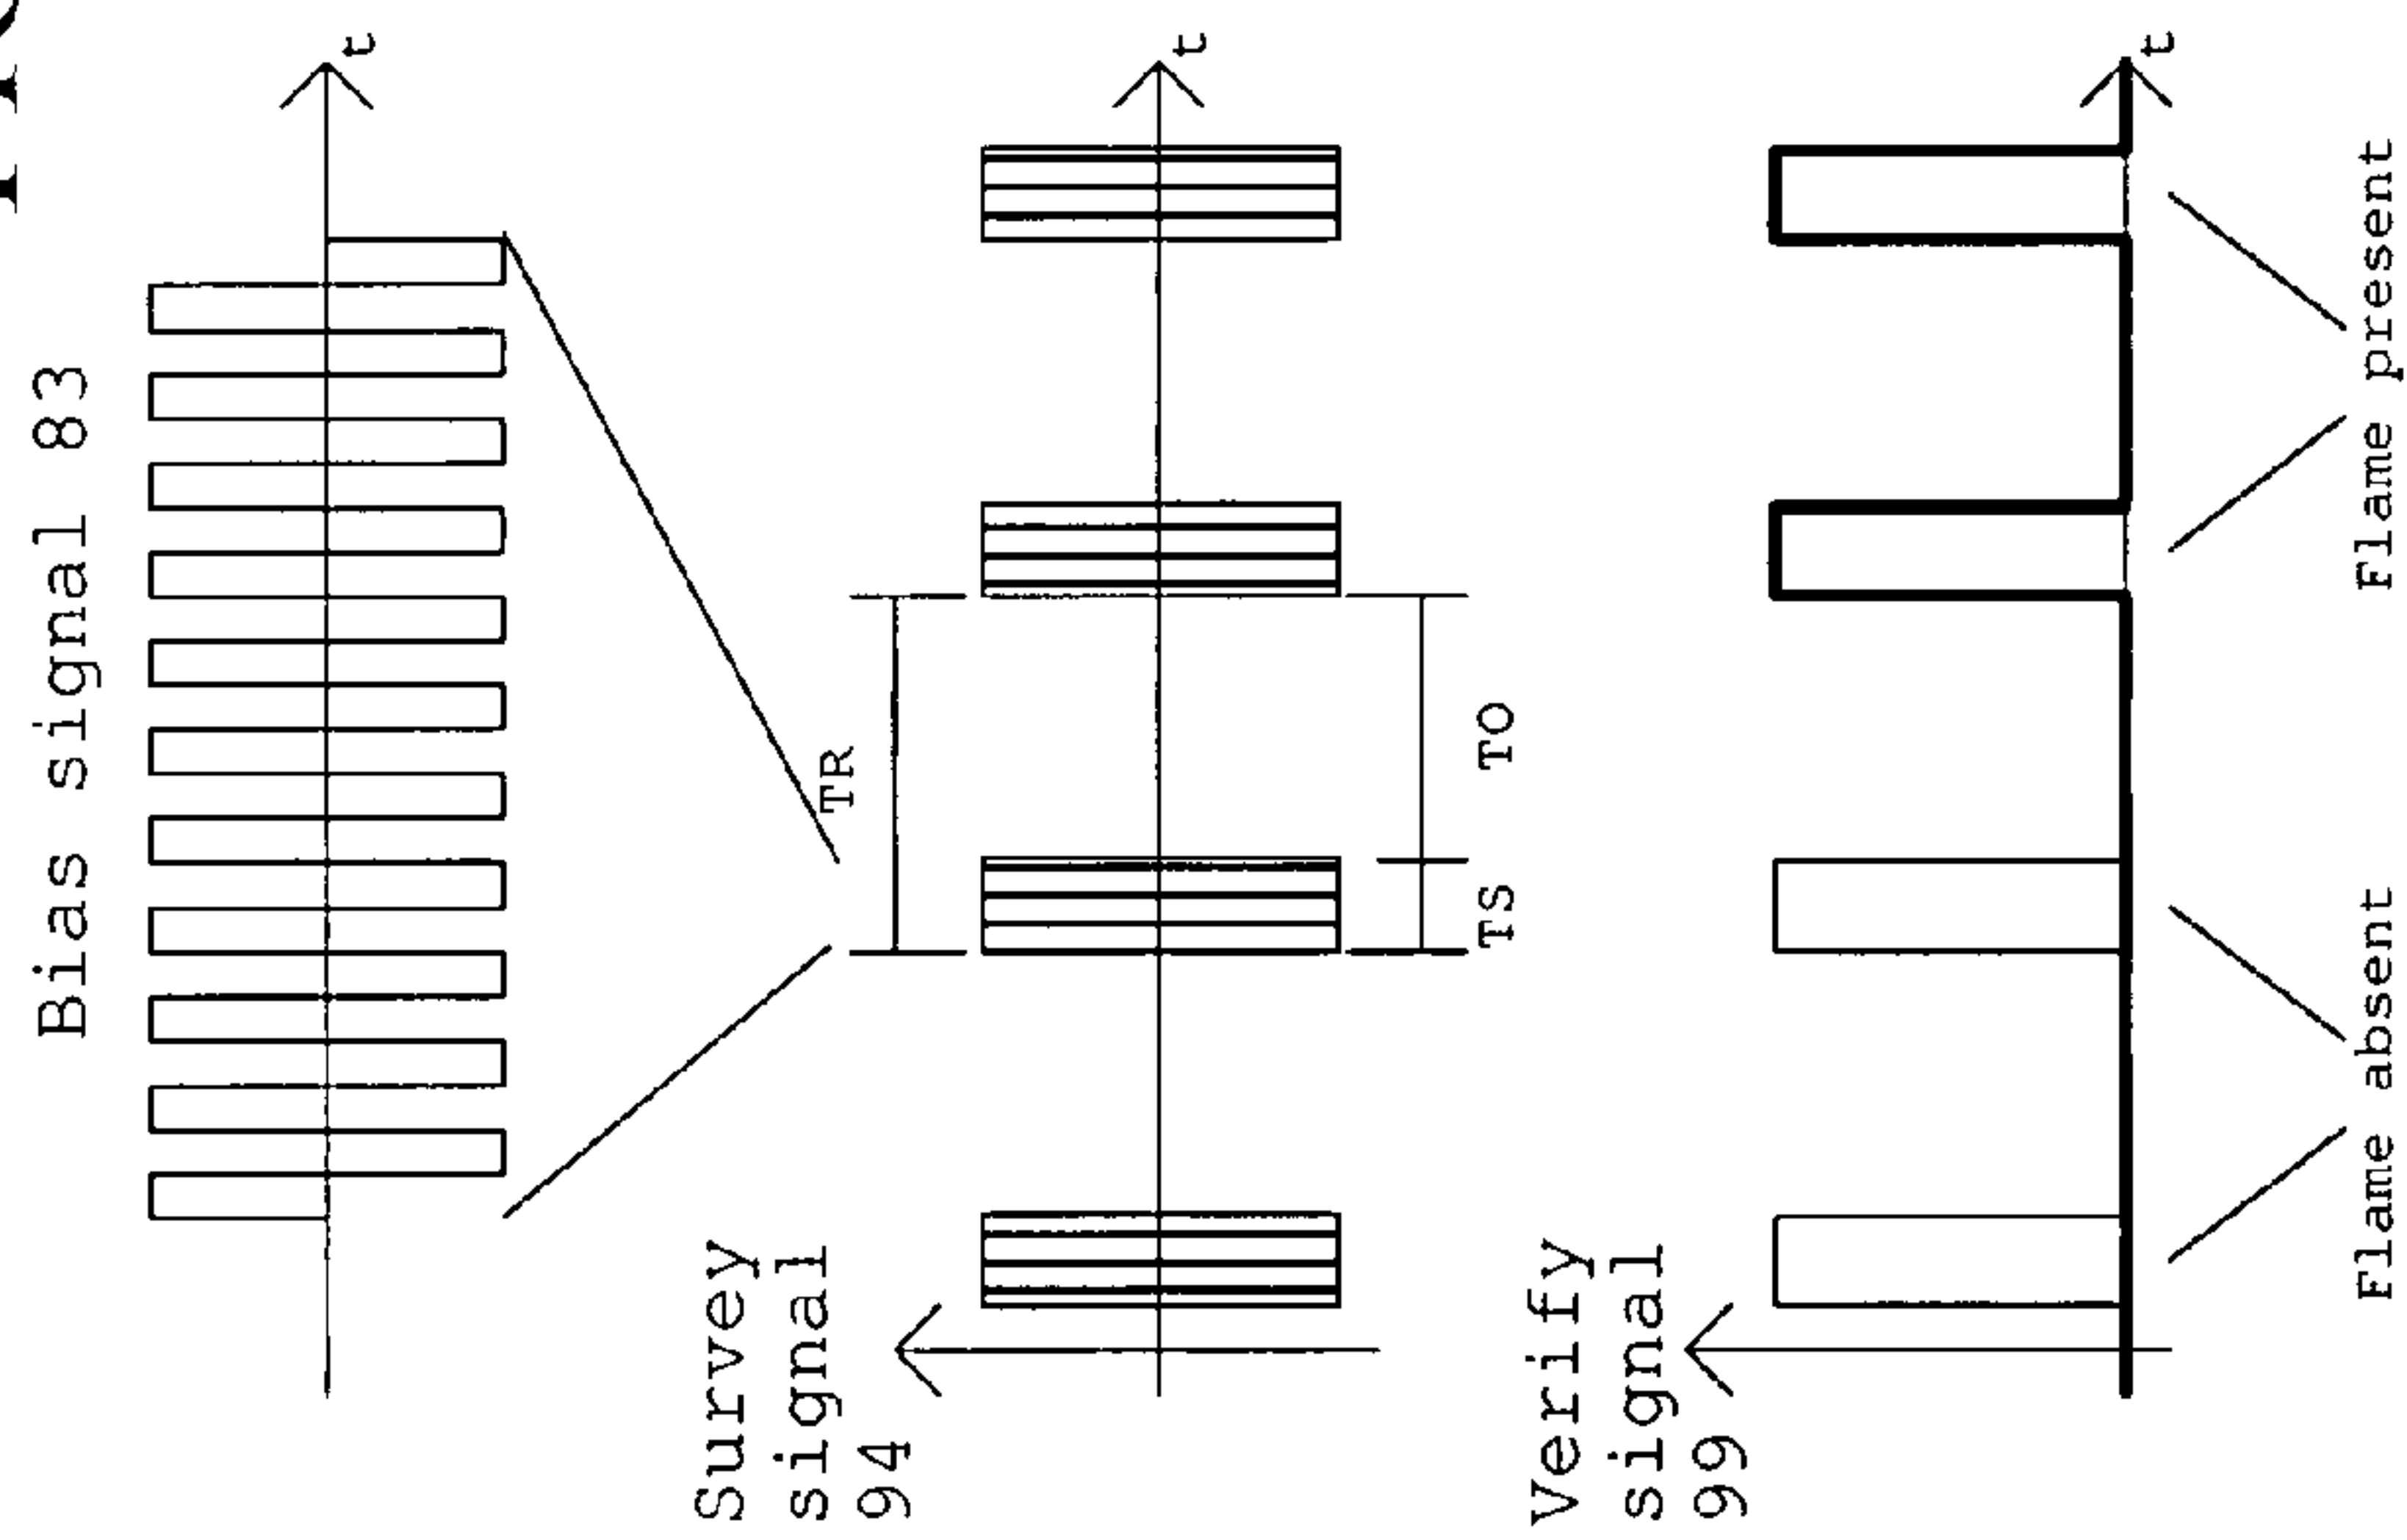 Bias signal 83
t
Survey
signal
94
TR
t
TS
TO
Verify
signal
99
t
Flame absent
Flame present